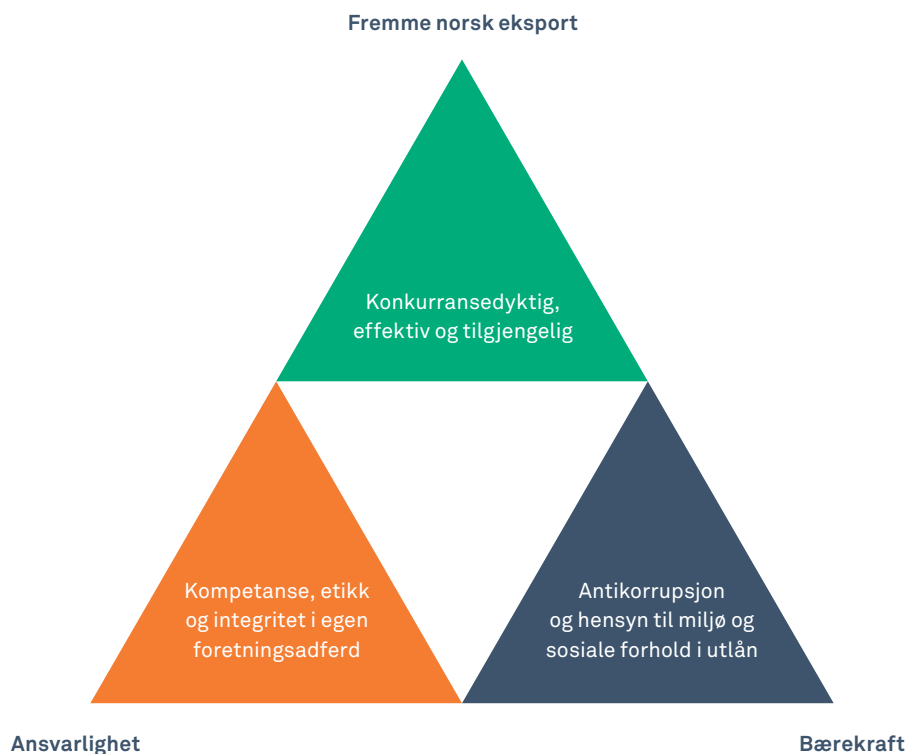 Fremme norsk eksport
Konkurransedyktig,
effektiv og tilgjengelig
Kompetanse, etikk
og integritet i egen
foretningsadferd
Antikorrupsjon
og hensyn til miljø og
sosiale forhold i utlån
Ansvarlighet
Bærekraft